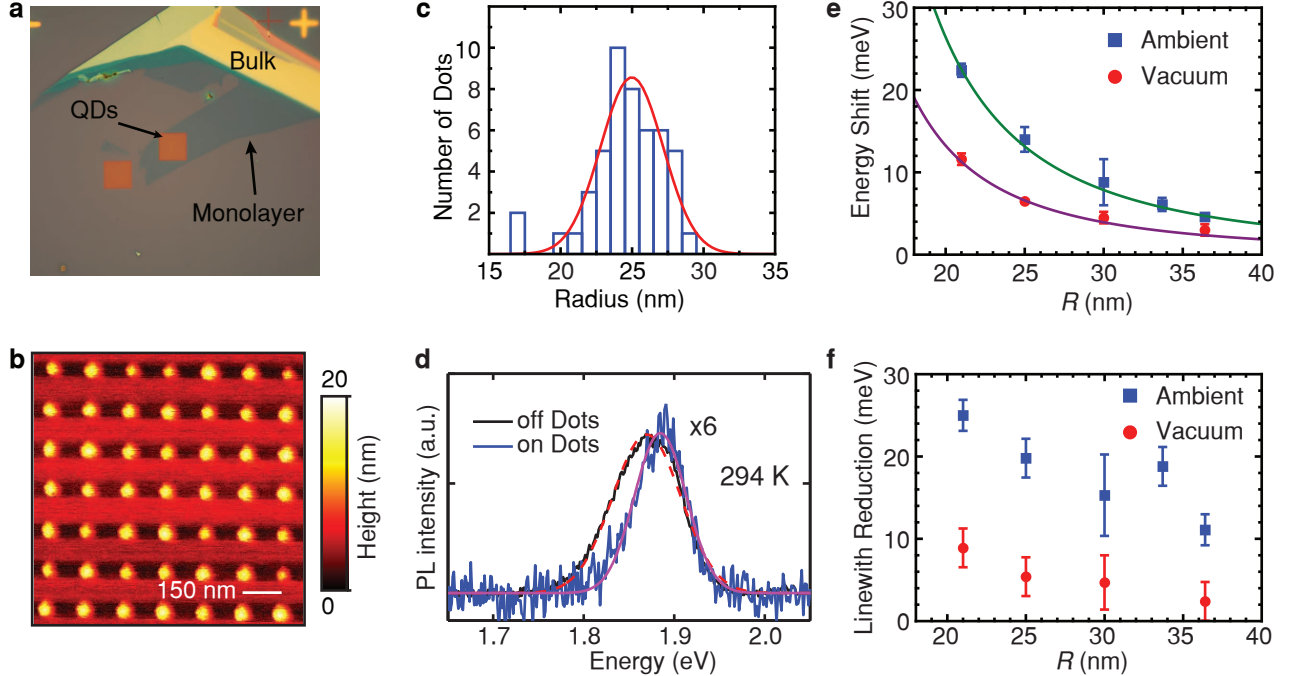 a
Bulk
QDs
Monolayer
b
150 nm
20
0
Height (nm)
c
Number of Dots
10
8
6
4
2
15
20
25
30
35
Radius (nm)
d
PL intensity (a.u.)
off Dots
on Dots
x6
294 K
1.7
1.8
1.9
2.0
Energy (eV)
e
Energy Shift (meV)
30
20
10
0
Ambient
Vacuum
20
25
30
35
40
R (nm)
f
Linewith Reduction (meV)
30
20
10
0
Ambient
Vacuum
20
25
30
35
40
R (nm)